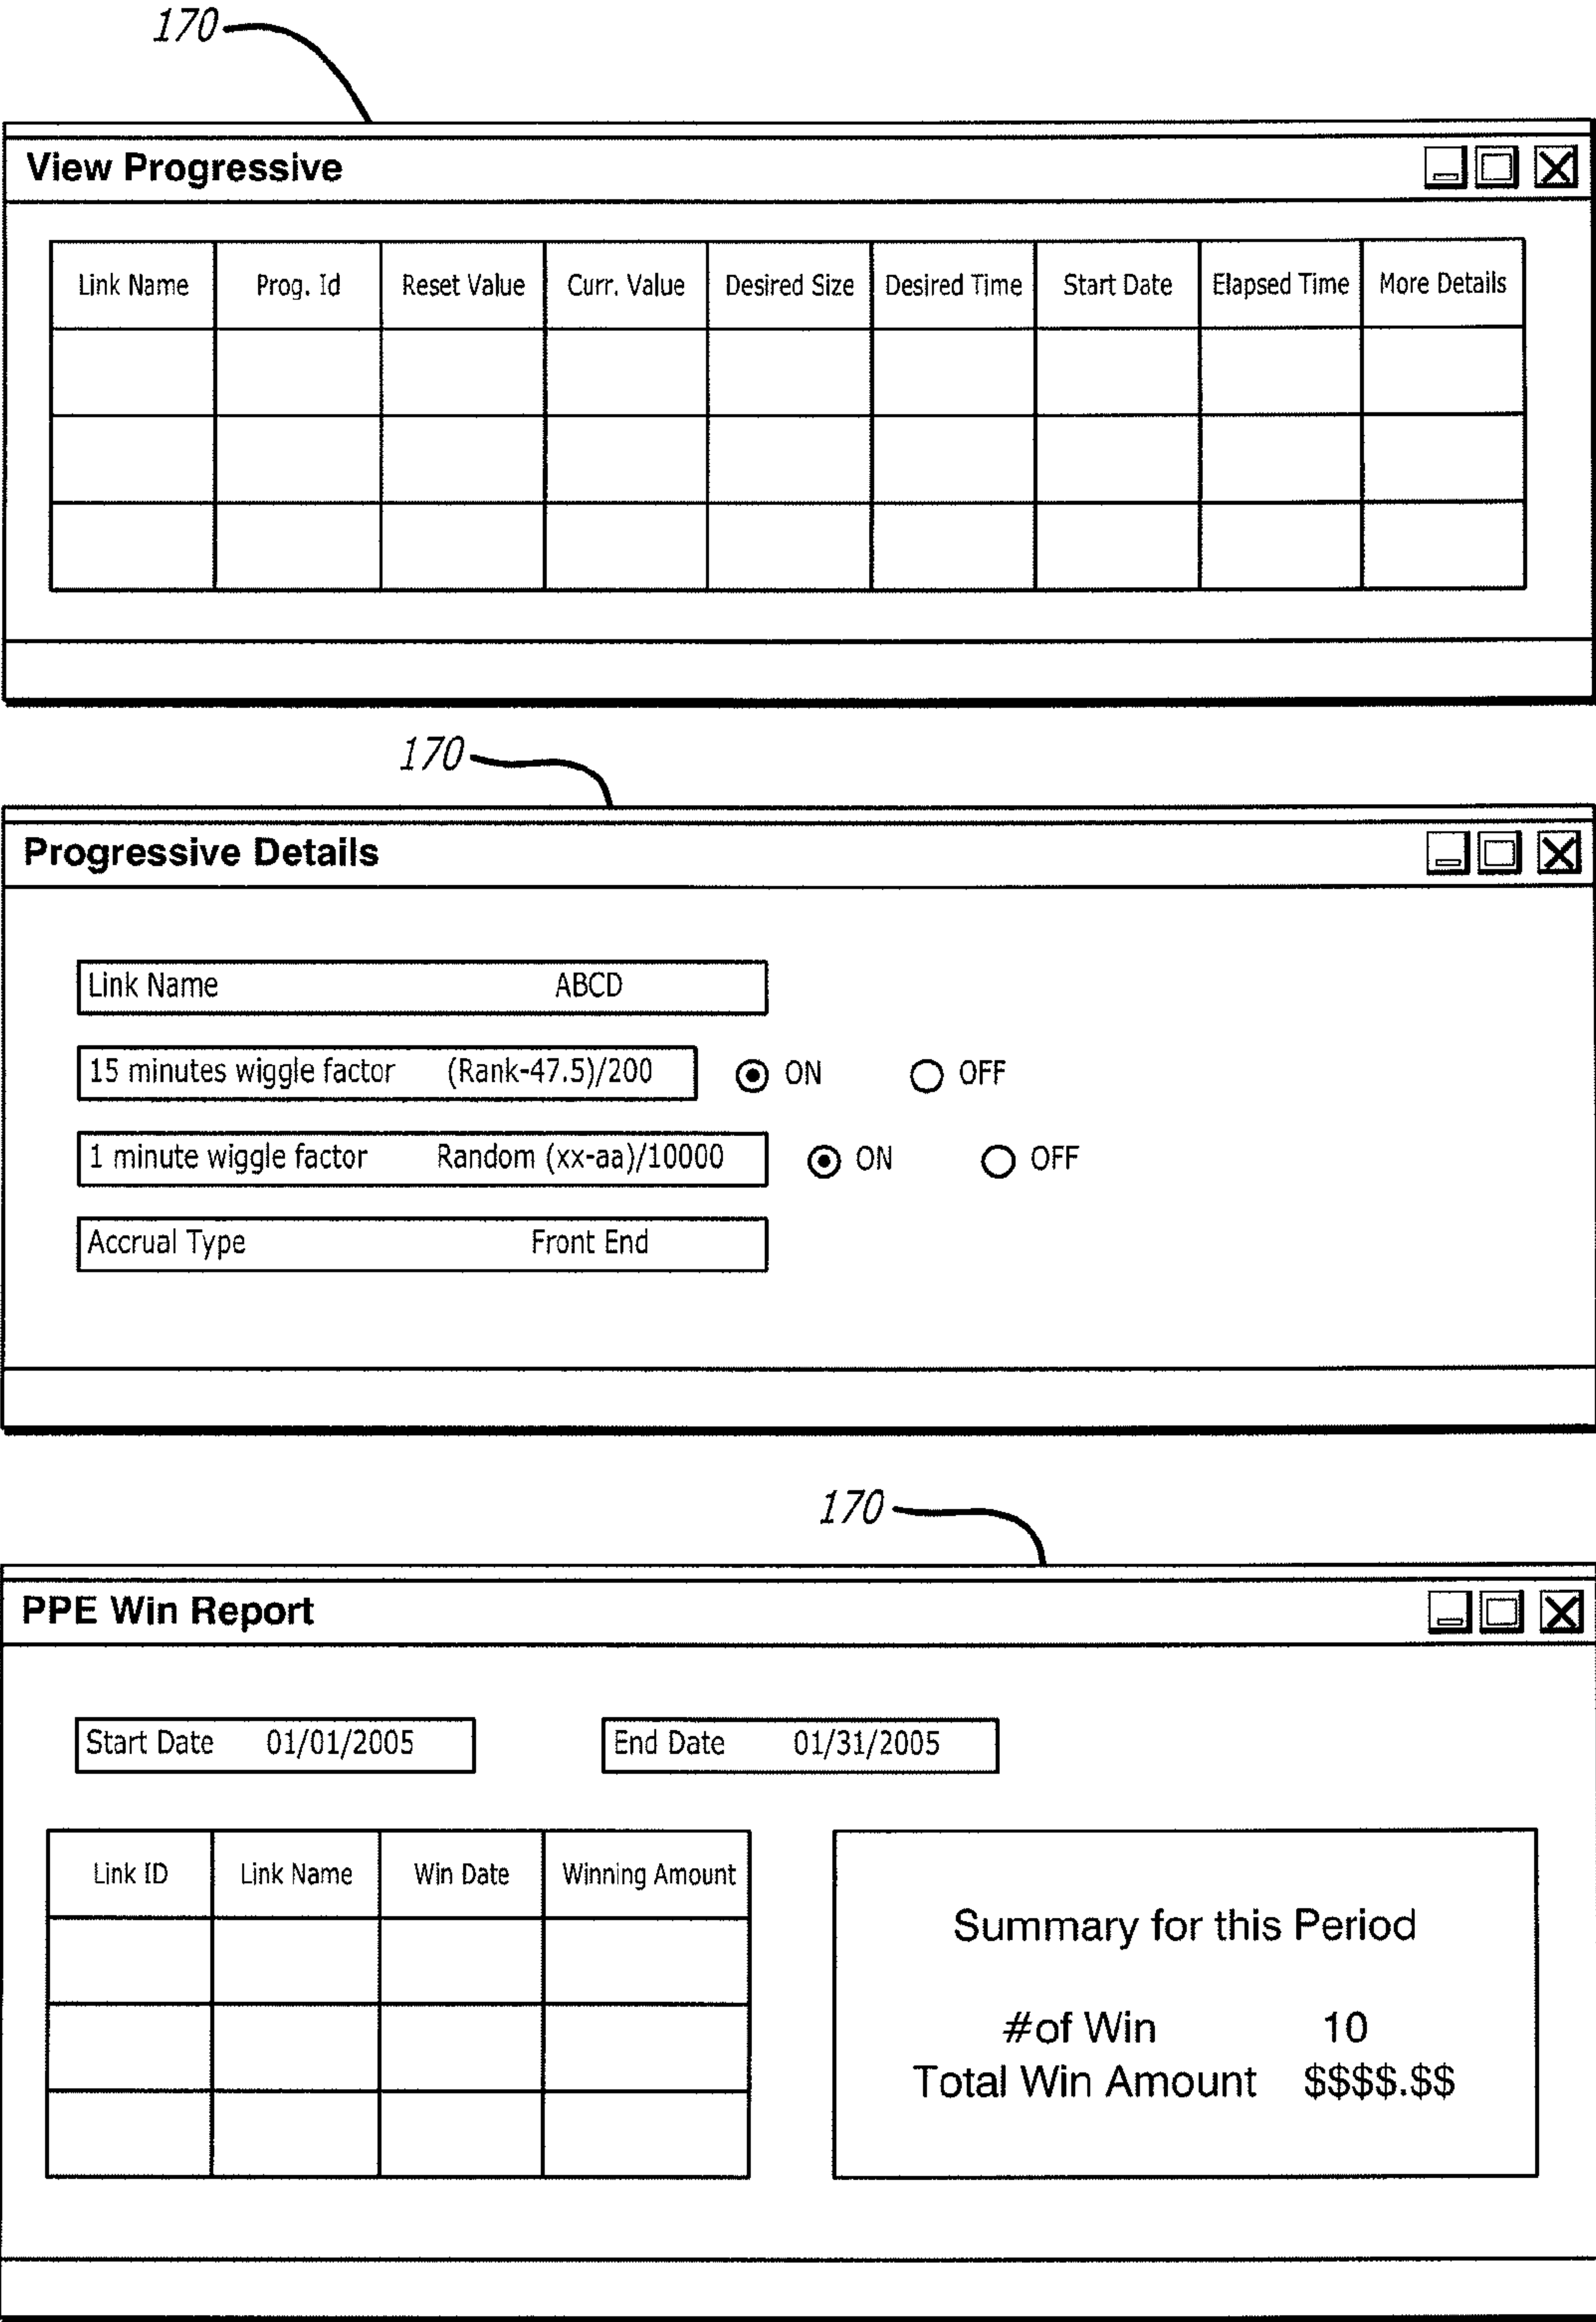 170
View Progressive
Link Name Prog. Id Reset Value Curr. Value Desired Size Desired Time Start Date Elapsed Time More Details
170
Progressive Details
Link Name ABCD
15 minutes wiggle factor (Rank-47.5)/200 ON OFF
1 minute wiggle factor Random (xx-aa)/10000 ON OFF
Accrual Type Front End
170
PPE Win Report
Start Date 01/01/2005 End Date 01/31/2005
Link ID Link Name Win Date Winning Amount
Summary for this Period
#of Win 10
Total Win Amount $$$$.$$